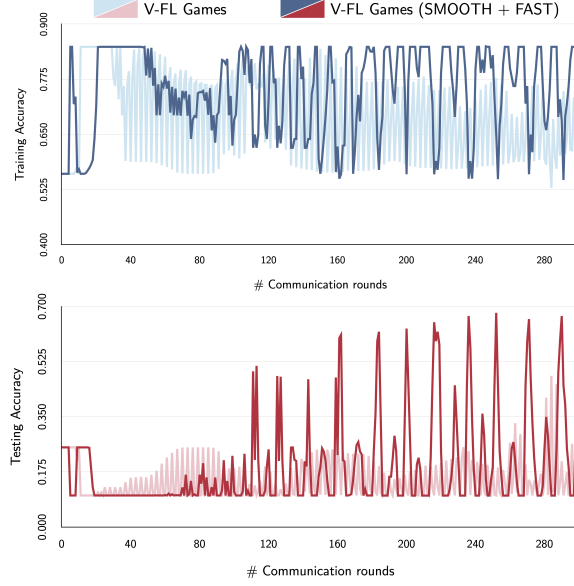 V-FL Games
V-FL Games (SMOOTH + FAST)
Training Accuracy
0.900
0.775
0.650
0.525
0.400
0 40 80 120 160 200 240 280
# Communication rounds
Testing Accuracy
0.700
0.525
0.350
0.175
0.000
0 40 80 120 160 200 240 280
# Communication rounds